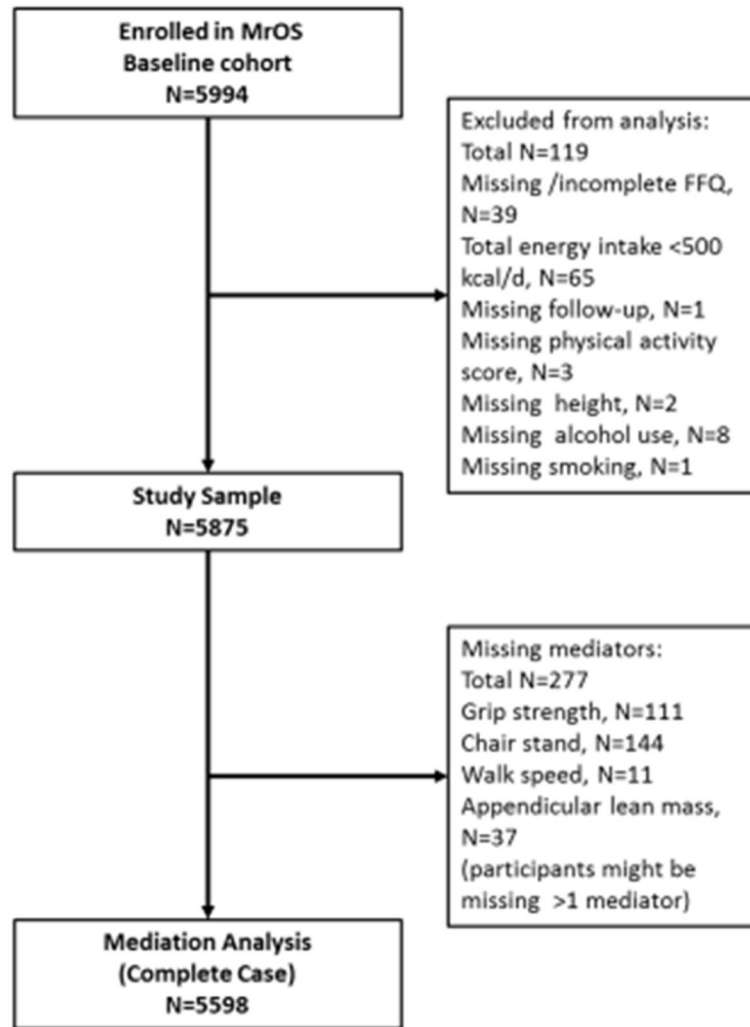 Enrolled in MrOS
Baseline cohort
N=5994
Excluded from analysis:
Total N=119
Missing /incomplete FFQ,
N=39
Total energy intake <500
kcal/d, N=65
Missing follow-up, N=1
Missing physical activity
score, N=3
Missing height, N=2
Missing alcohol use, N=8
Missing smoking, N=1
Study Sample
N=5875
Missing mediators:
Total N=277
Grip strength, N=111
Chair stand, N=144
Walk speed, N=11
Appendicular lean mass,
N=37
(participants might be
missing >1 mediator)
Mediation Analysis
(Complete Case)
N=5598